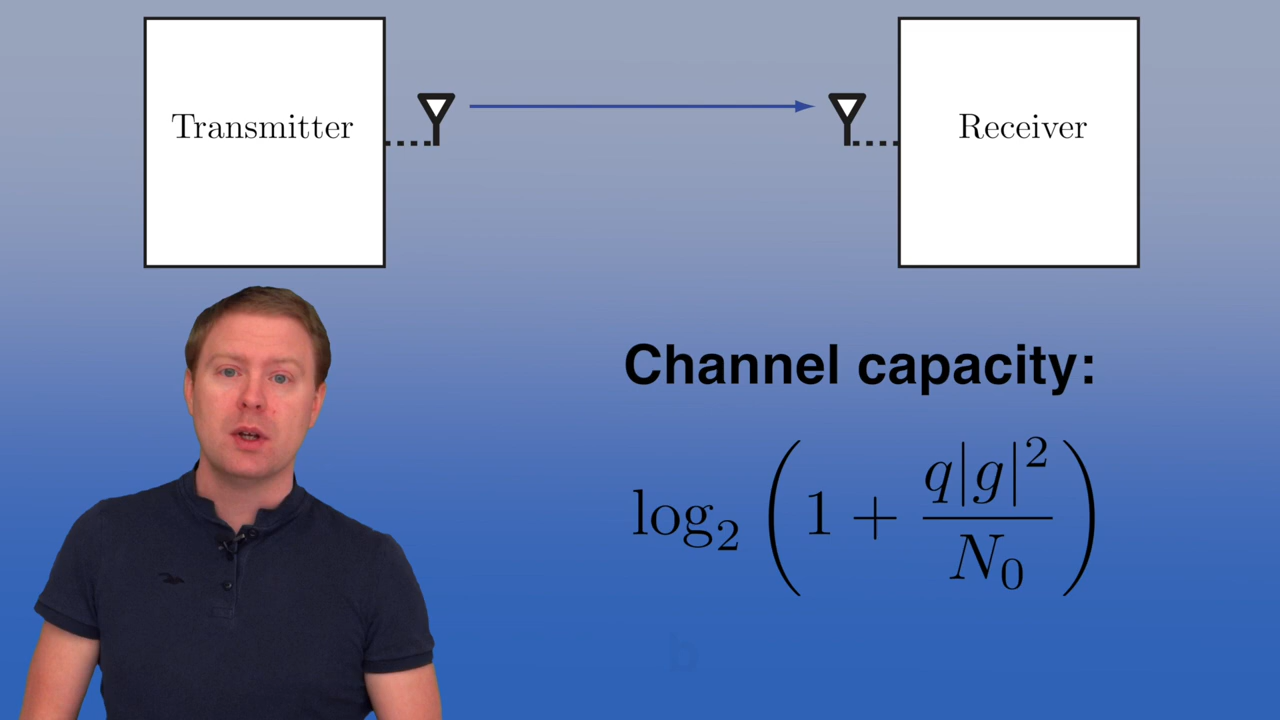 Transmitter
Receiver
Channel capacity:
log₂ (1 + q|g|²/N₀)
b